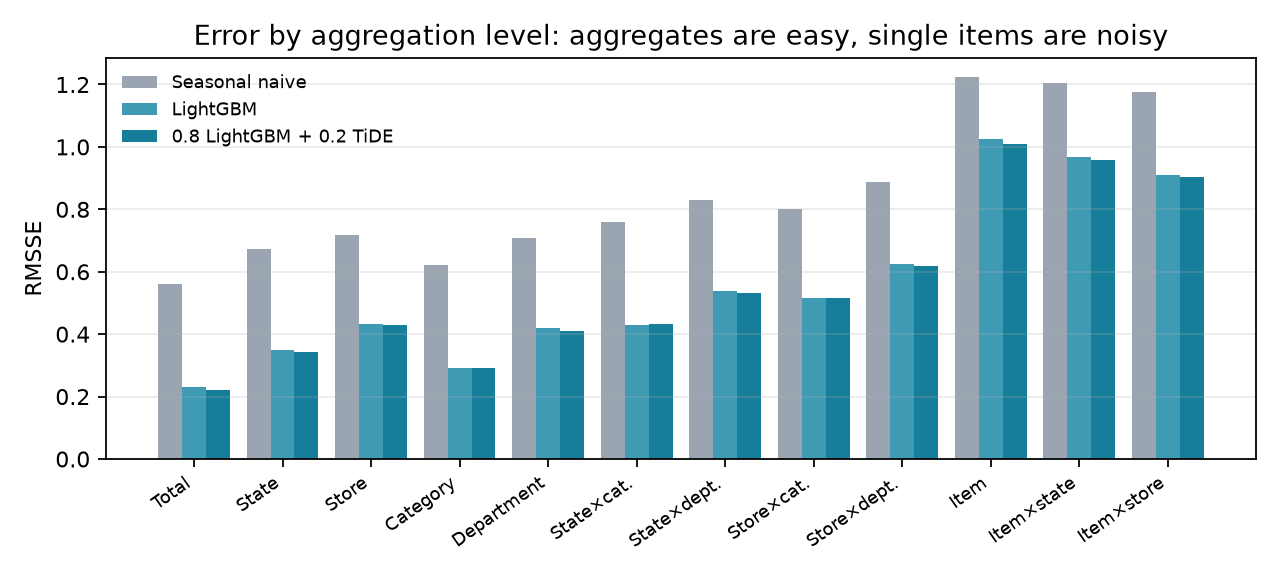 Error by aggregation level: aggregates are easy, single items are noisy
Seasonal naive
LightGBM
0.8 LightGBM + 0.2 TiDE
RMSSE
1.2
1.0
0.8
0.6
0.4
0.2
0.0
Total
State
Store
Category
Department
State×cat.
State×dept.
Store×cat.
Store×dept.
Item
Item×state
Item×store